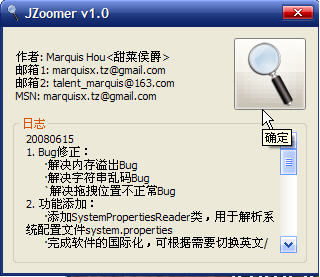 JZoomer v1.0
作者: Marquis Hou<甜菜侯爵>
邮箱1: marquisx.tz@gmail.com
邮箱2: talent_marquis@163.com
MSN: marquisx.tz@gmail.com
确定
日志
20080615
1. Bug修正：
·解决内存溢出Bug
·解决字符串乱码Bug
·解决拖拽位置不正常Bug
2. 功能添加：
·添加SystemPropertiesReader类，用于解析系
统配置文件system.properties
·完成软件的国际化，可根据需要切换英文/